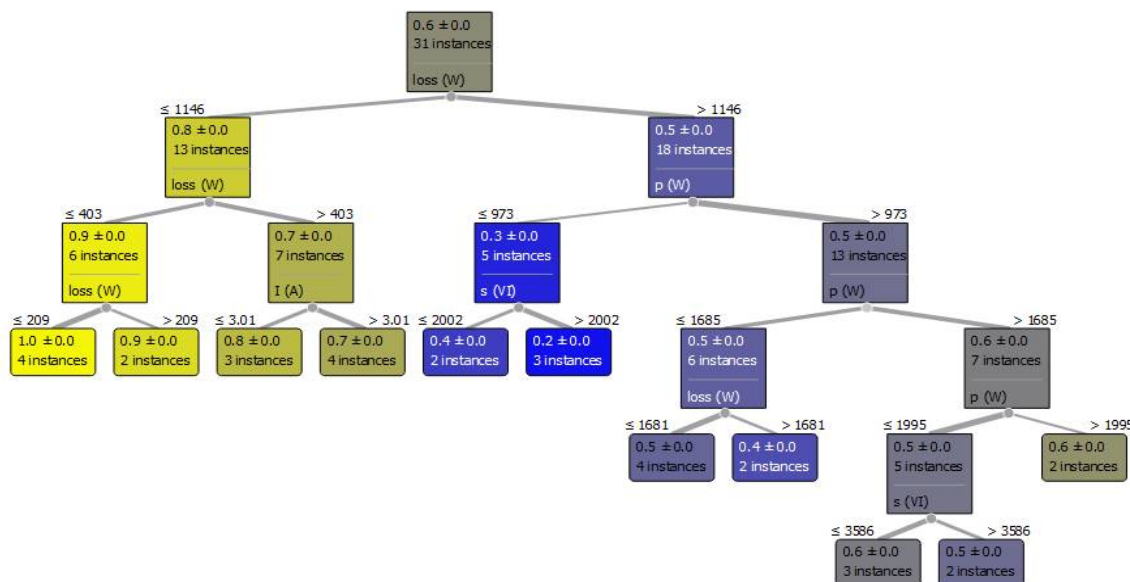 0.6 ± 0.0
31 instances
loss (W)
≤ 1146
> 1146
0.8 ± 0.0
13 instances
loss (W)
0.5 ± 0.0
18 instances
p (W)
≤ 403
> 403
≤ 973
> 973
0.9 ± 0.0
6 instances
loss (W)
0.7 ± 0.0
7 instances
I (A)
0.3 ± 0.0
5 instances
s (VI)
0.5 ± 0.0
13 instances
p (W)
≤ 209
> 209
≤ 3.01
> 3.01
≤ 2002
> 2002
≤ 1685
> 1685
1.0 ± 0.0
4 instances
0.9 ± 0.0
2 instances
0.8 ± 0.0
3 instances
0.7 ± 0.0
4 instances
0.4 ± 0.0
2 instances
0.2 ± 0.0
3 instances
0.5 ± 0.0
6 instances
loss (W)
0.6 ± 0.0
7 instances
p (W)
≤ 1681
> 1681
≤ 1995
> 1995
0.5 ± 0.0
4 instances
0.4 ± 0.0
2 instances
0.5 ± 0.0
5 instances
s (VI)
0.6 ± 0.0
2 instances
≤ 3586
> 3586
0.6 ± 0.0
3 instances
0.5 ± 0.0
2 instances